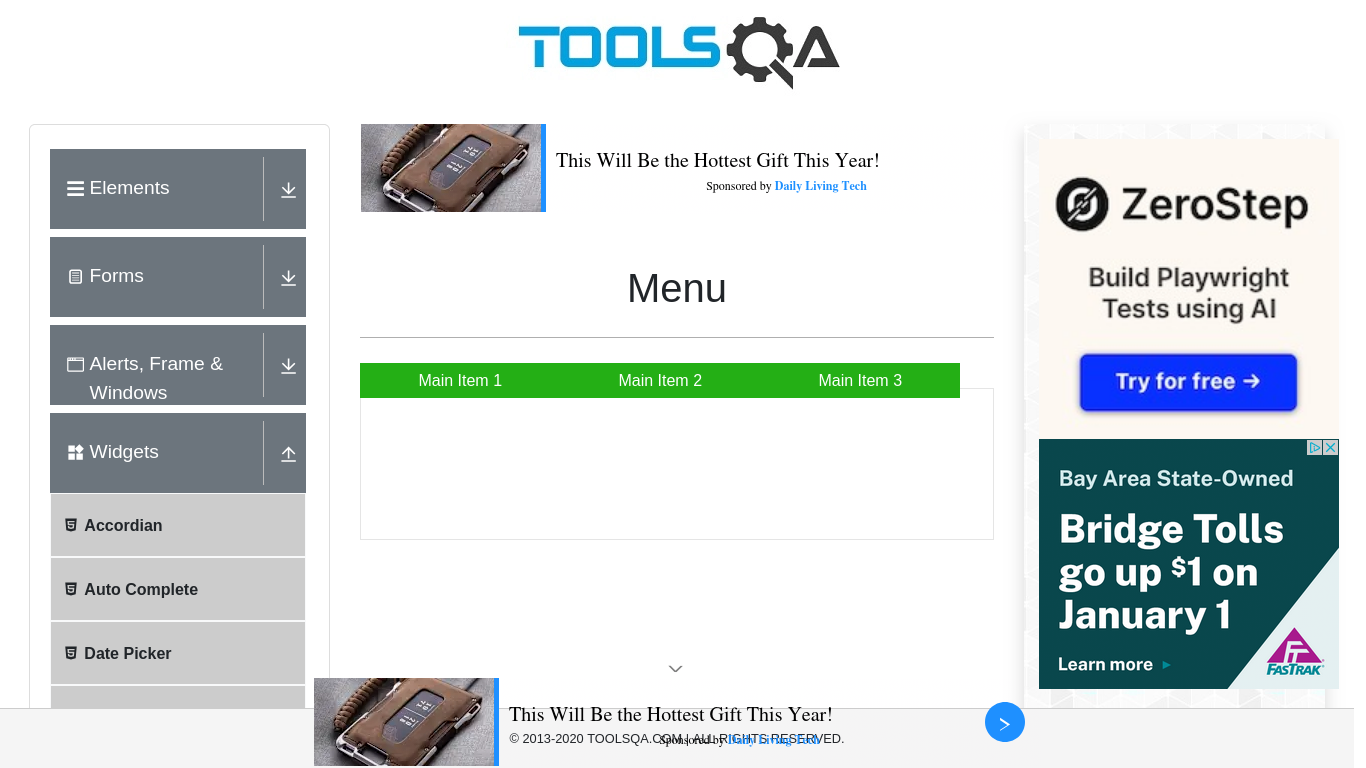 TOOLSQA
Elements
Forms
Alerts, Frame &
Windows
Widgets
Accordian
Auto Complete
Date Picker
This Will Be the Hottest Gift This Year!
Sponsored by Daily Living Tech
Menu
Main Item 1
Main Item 2
Main Item 3
ZeroStep
Build Playwright
Tests using AI
Try for free →
Bay Area State-Owned
Bridge Tolls
go up $1 on
January 1
Learn more
FASTRAK
This Will Be the Hottest Gift This Year!
© 2013-2020 TOOLSQA.COM | ALL RIGHTS RESERVED.
Sponsored by Daily Living Tech